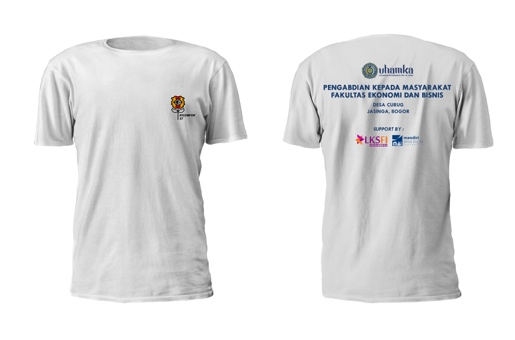 uhamka
PENGABDIAN KEPADA MASYARAKAT
FAKULTAS EKONOMI DAN BISNIS
DESA CURUG
JASINGA, BOGOR
SUPPORT BY :
LKSFI
mandiri